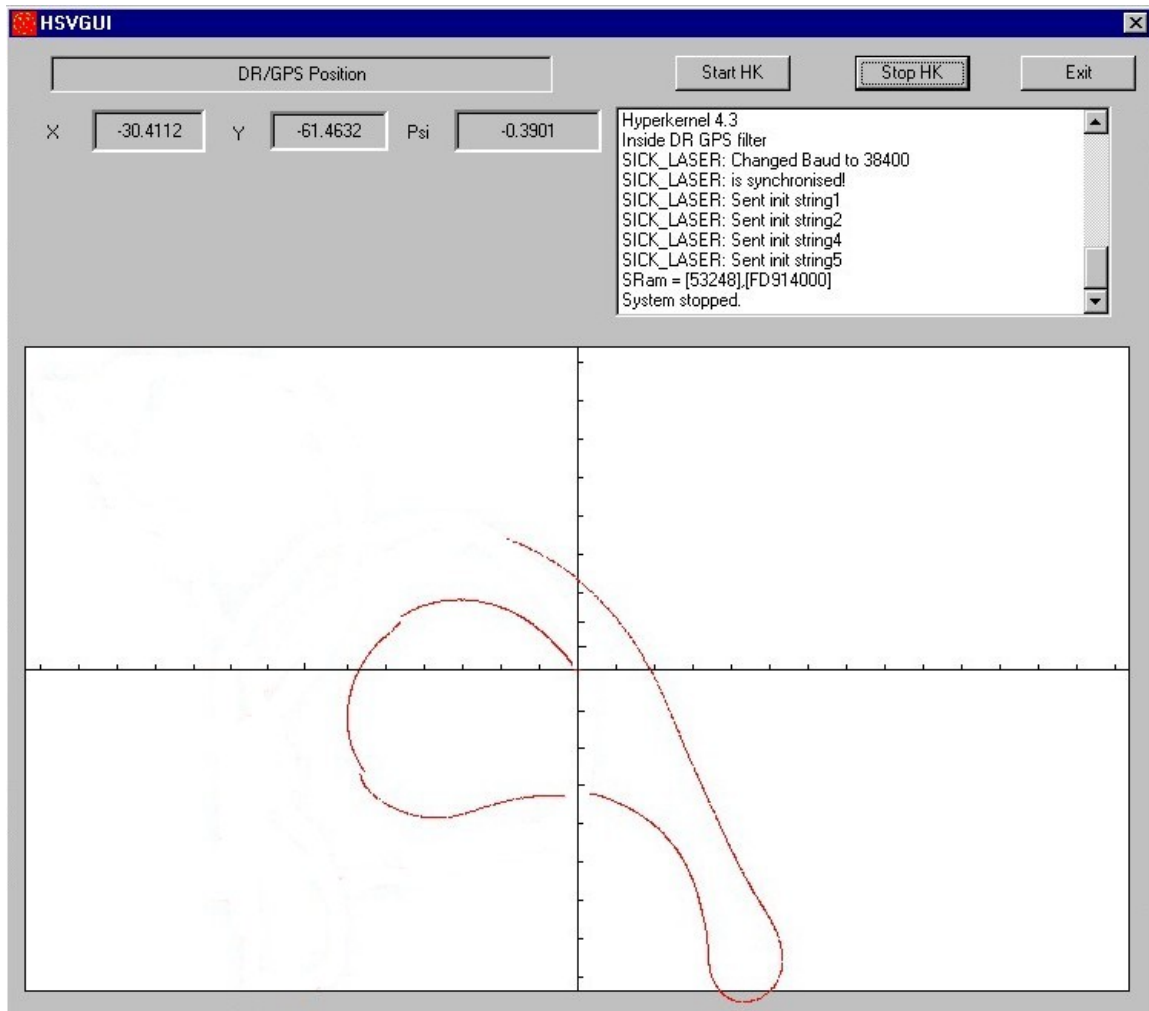 HSVGUI
DR/GPS Position
Start HK
Stop HK
Exit
X
-30.4112
Y
-61.4632
Psi
-0.3901
Hyperkernel 4.3
Inside DR GPS filter
SICK_LASER: Changed Baud to 38400
SICK_LASER: is synchronised!
SICK_LASER: Sent init string1
SICK_LASER: Sent init string2
SICK_LASER: Sent init string4
SICK_LASER: Sent init string5
SRam = [53248],[FD914000]
System stopped.